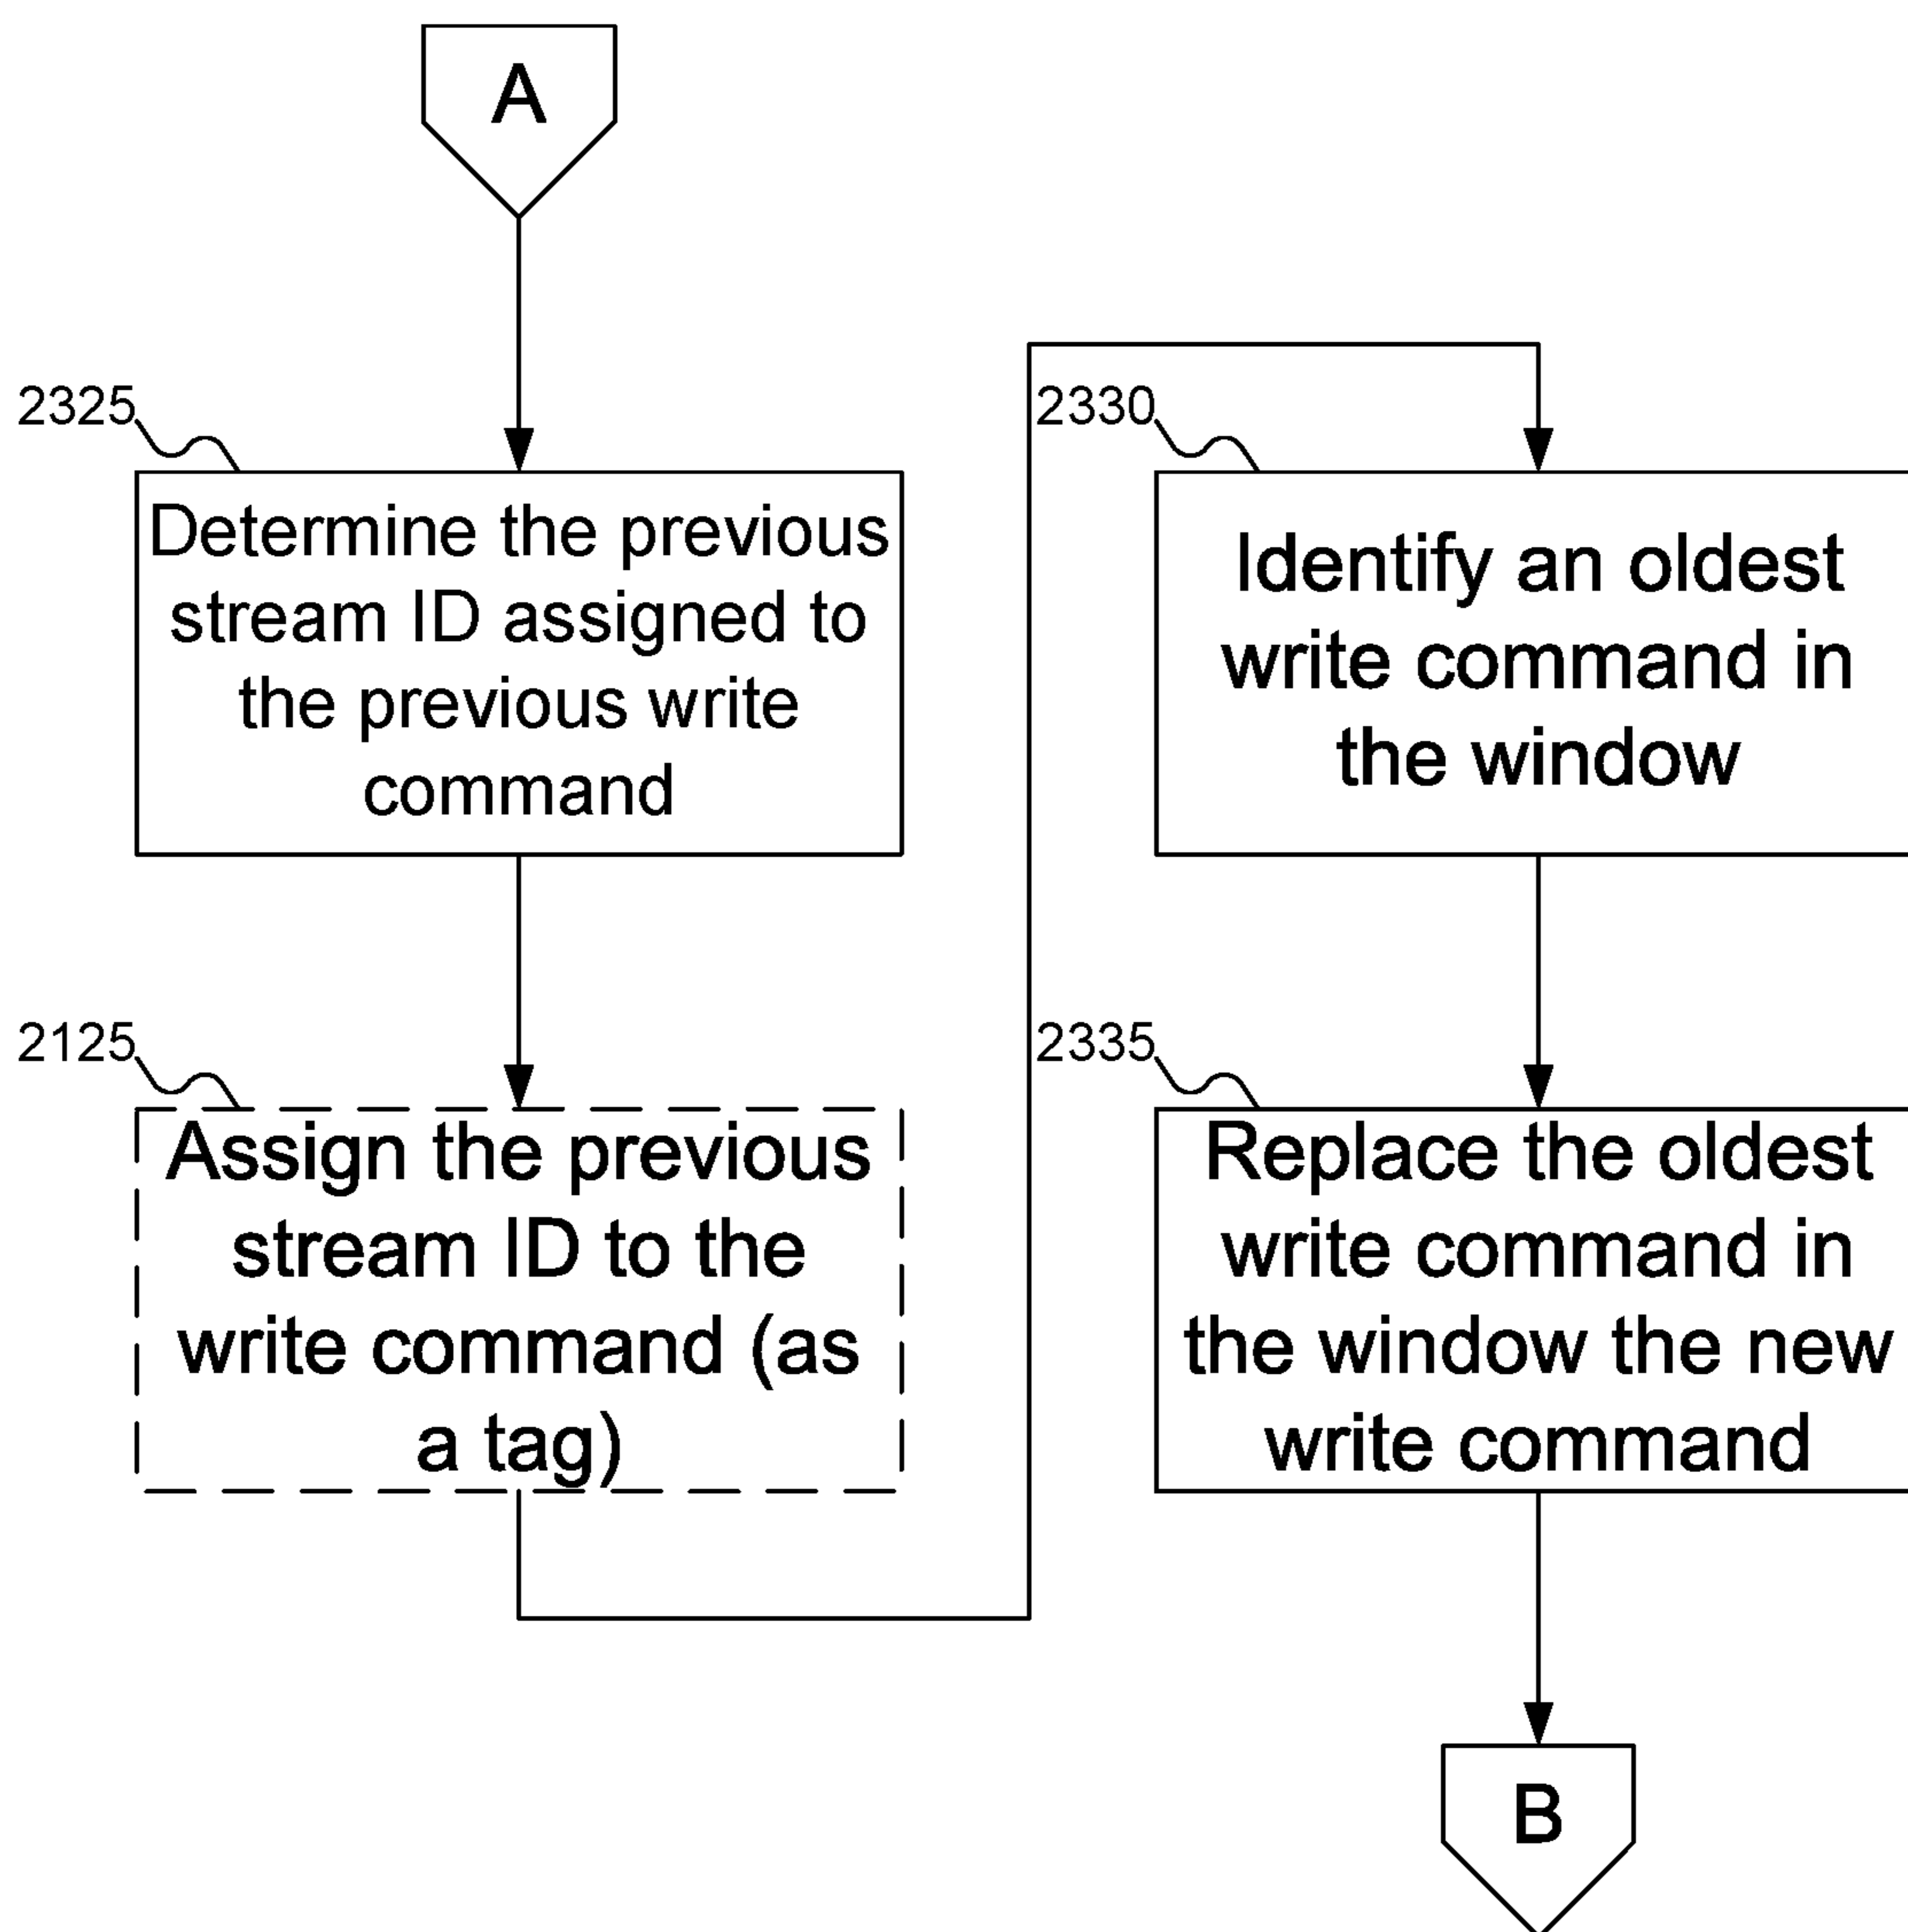 A
2325
Determine the previous
stream ID assigned to
the previous write
command
2125
Assign the previous
stream ID to the
write command (as
a tag)
2330
Identify an oldest
write command in
the window
2335
Replace the oldest
write command in
the window the new
write command
B